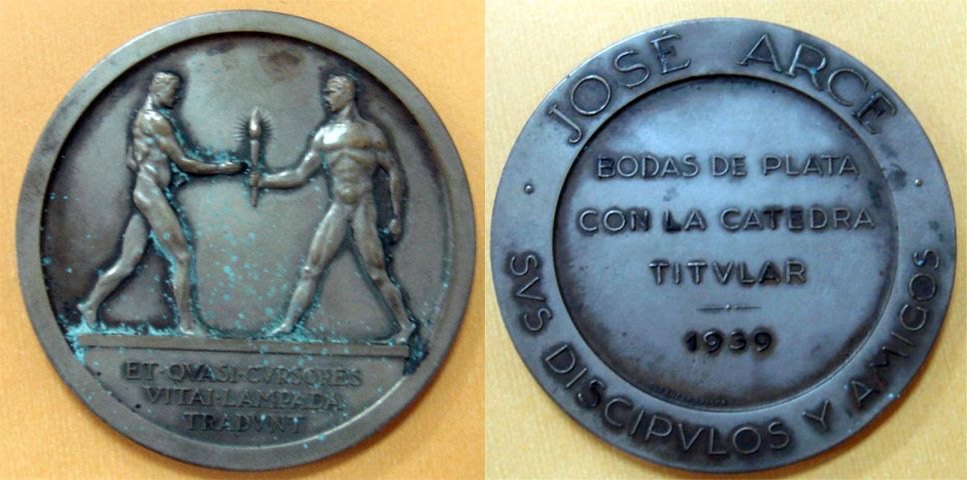 ET·QVASI·CVRSORES
VITAI·LAMPADA
TRADVNT
JOSÉ ARCE
BODAS DE PLATA
CON LA CATEDRA
TITVLAR
1939
SVS DISCIPVLOS Y AMIGOS